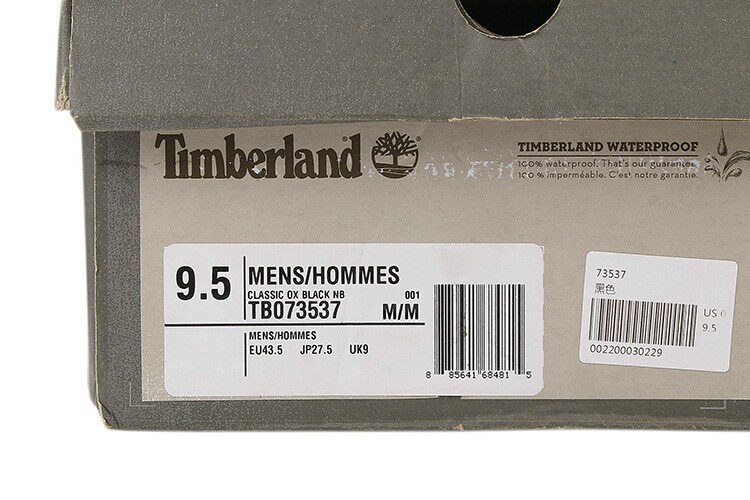 Timberland
TIMBERLAND WATERPROOF
100% waterproof. That's our guarantee.
100% imperméable. C'est notre garantie.
9.5
MENS/HOMMES
CLASSIC OX BLACK NB 001
TB073537 M/M
MENS/HOMMES
EU43.5 JP27.5 UK9
8 85641 68481 5
73537
黑色
US
9.5
002200030229